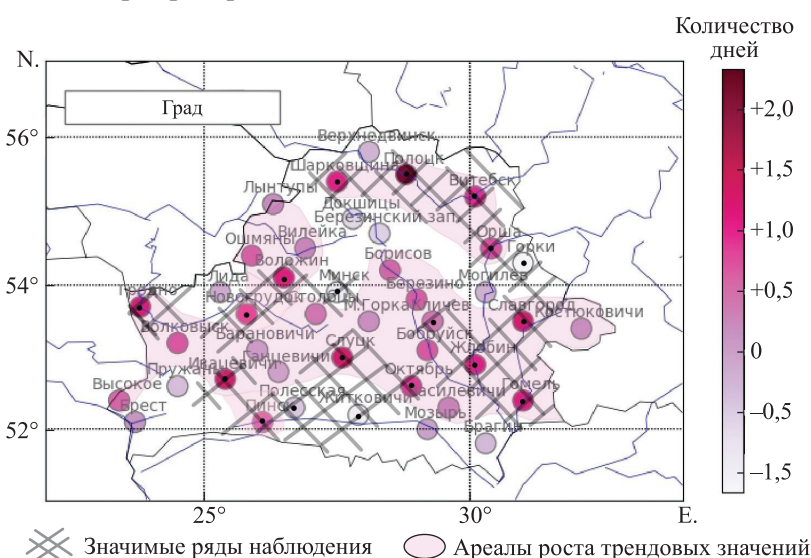 Количество
дней
N.
Град
56°
54°
52°
25°
30°
E.
Верхнедвинск
Полоцк
Шарковщина
Витебск
Лынтупы
Докшицы
Березинский зап.
Вилейка
Орша
Ошмяны
Борисов
Горки
Воложин
Лида
Минск
Могилев
Березино
Гродно
Новогрудок
Столбцы
М.Горка
Кличев
Славгород
Костюковичи
Волковыск
Барановичи
Слуцк
Бобруйск
Жлобин
Ивацевичи
Ганцевичи
Пружаны
Октябрь
Высокое
Полесская
Василевичи
Гомель
Брест
Пинск
Житковичи
Мозырь
Брагин
+2,0
+1,5
+1,0
+0,5
0
–0,5
–1,5
Значимые ряды наблюдения
Ареалы роста трендовых значений